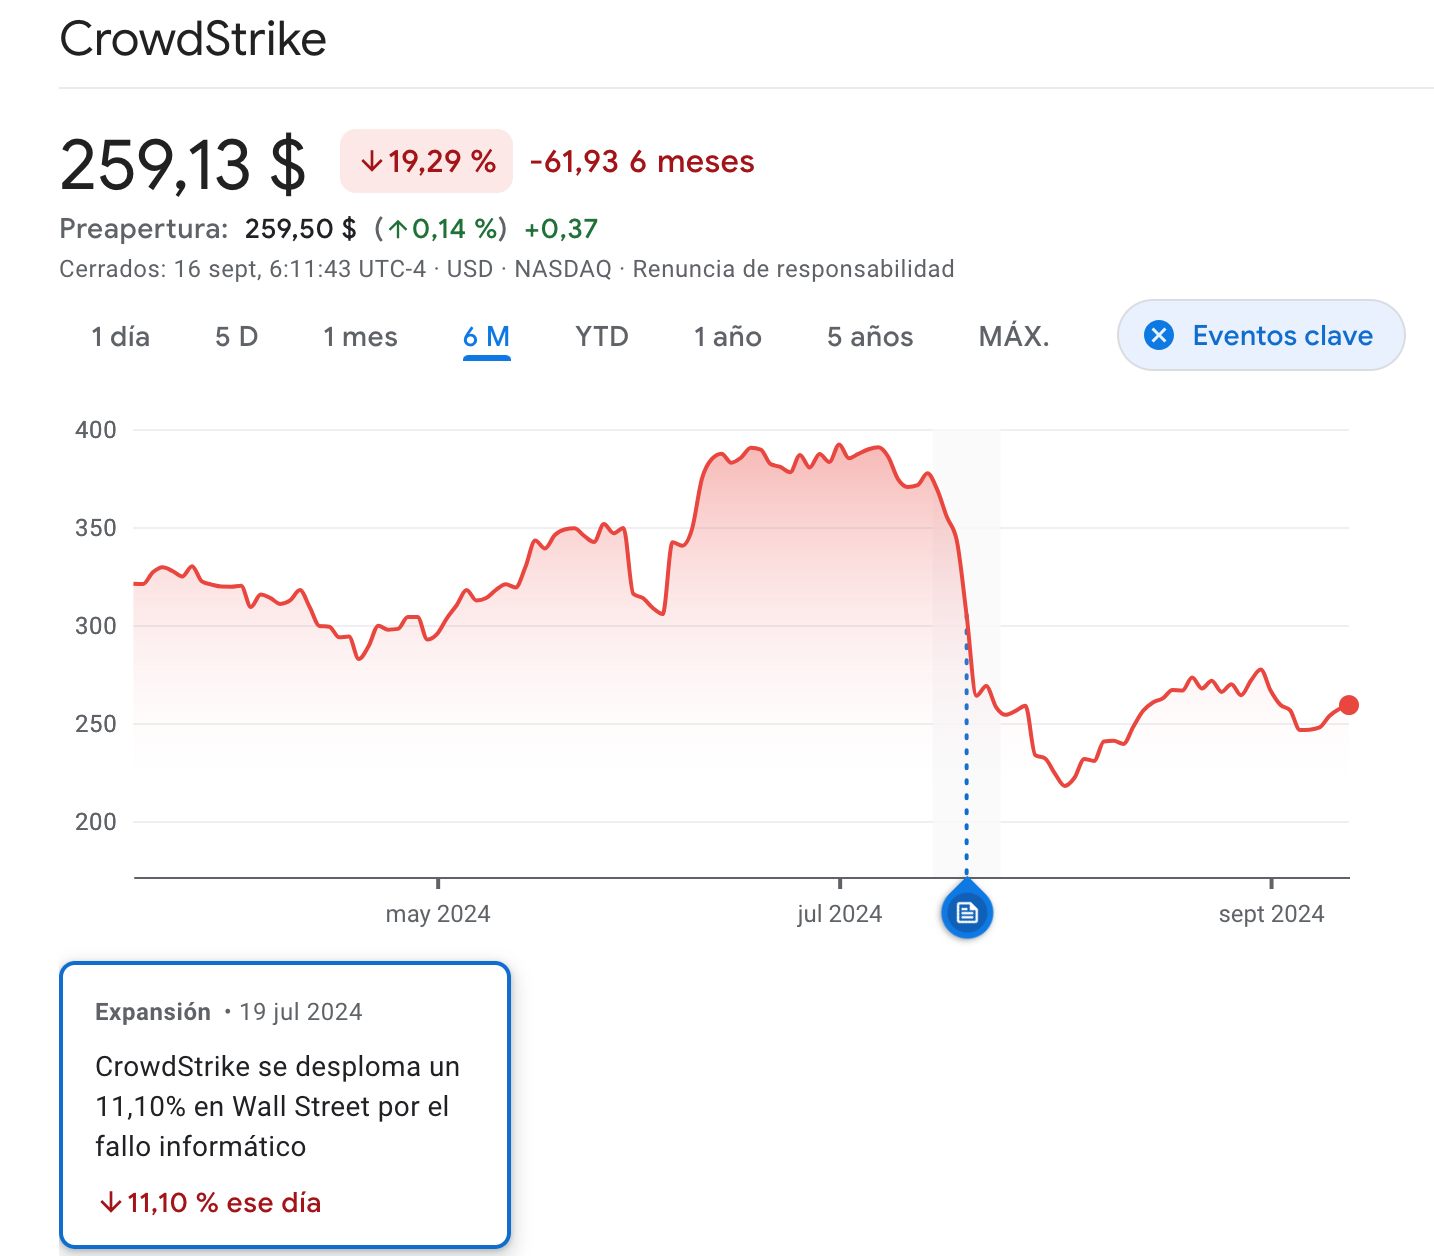 CrowdStrike
259,13 $ ↓19,29 % -61,93 6 meses
Preapertura: 259,50 $ (↑0,14 %) +0,37
Cerrados: 16 sept, 6:11:43 UTC-4 · USD · NASDAQ · Renuncia de responsabilidad
1 día 5 D 1 mes 6 M YTD 1 año 5 años MÁX. Eventos clave
400
350
300
250
200
may 2024 jul 2024 sept 2024
Expansión • 19 jul 2024
CrowdStrike se desploma un
11,10% en Wall Street por el
fallo informático
↓11,10 % ese día